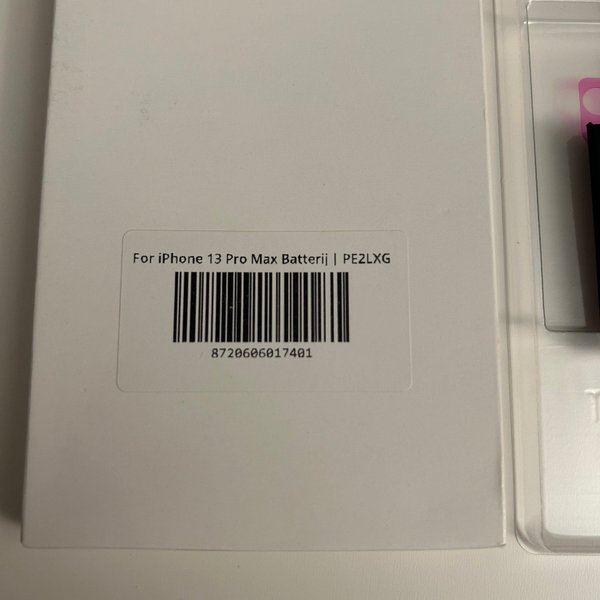 For iPhone 13 Pro Max Batterij | PE2LXG
8720606017401